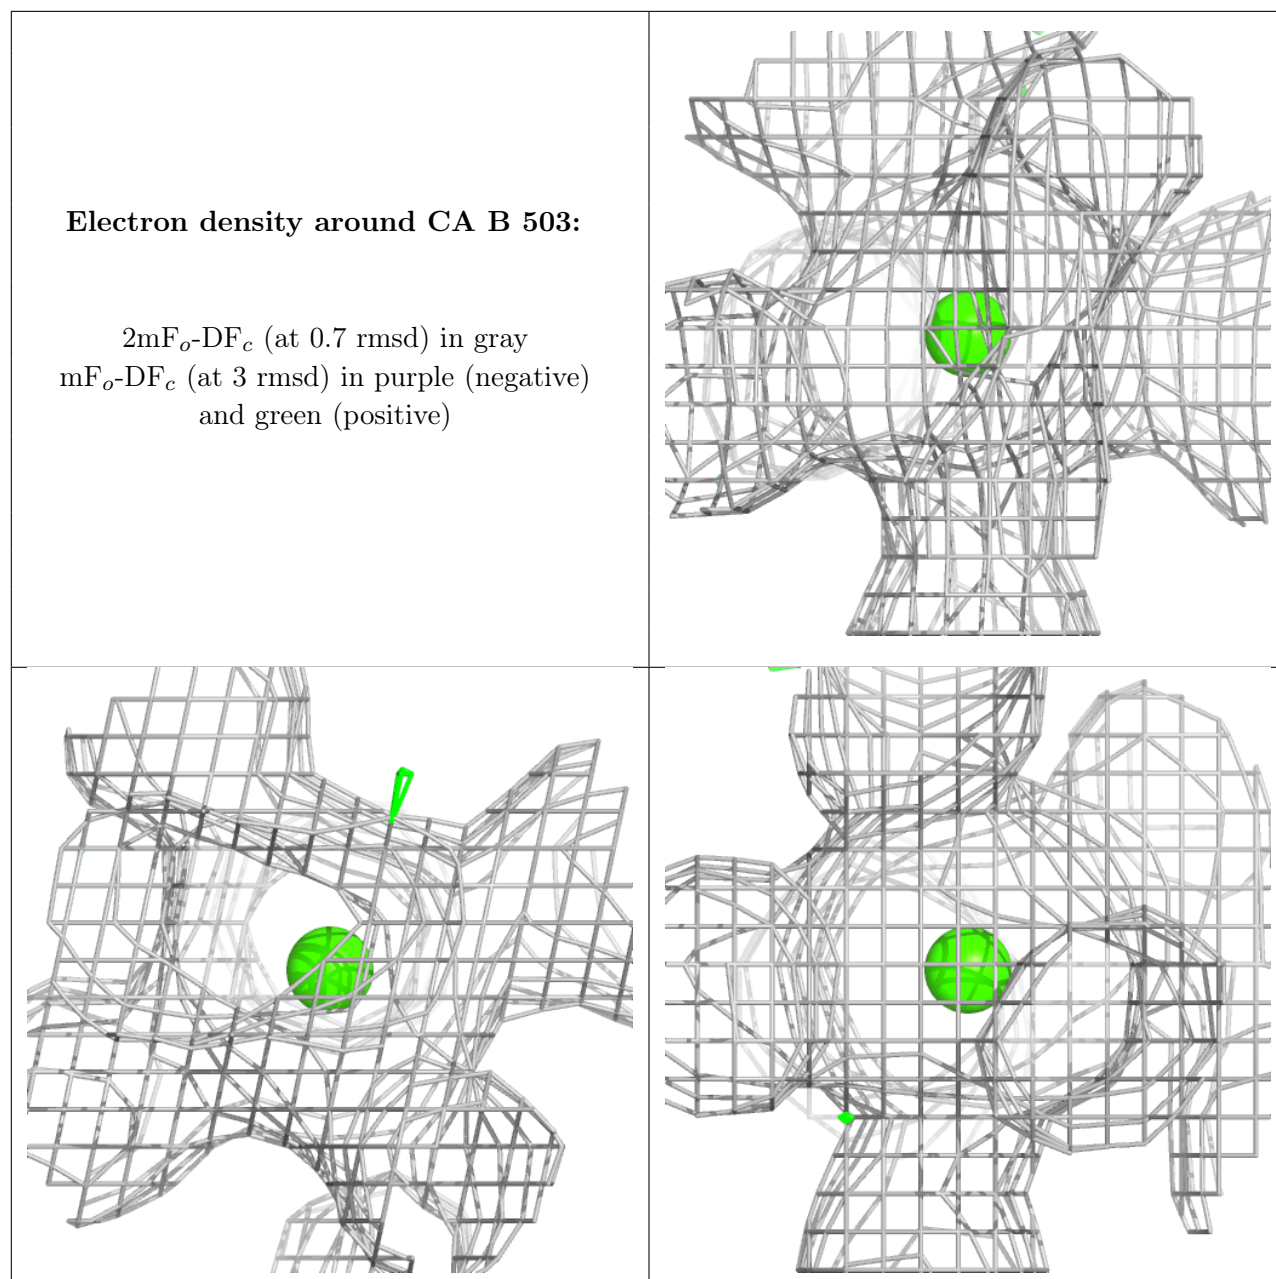 Electron density around CA B 503:
2mFo-DFc (at 0.7 rmsd) in gray
mFo-DFc (at 3 rmsd) in purple (negative)
and green (positive)